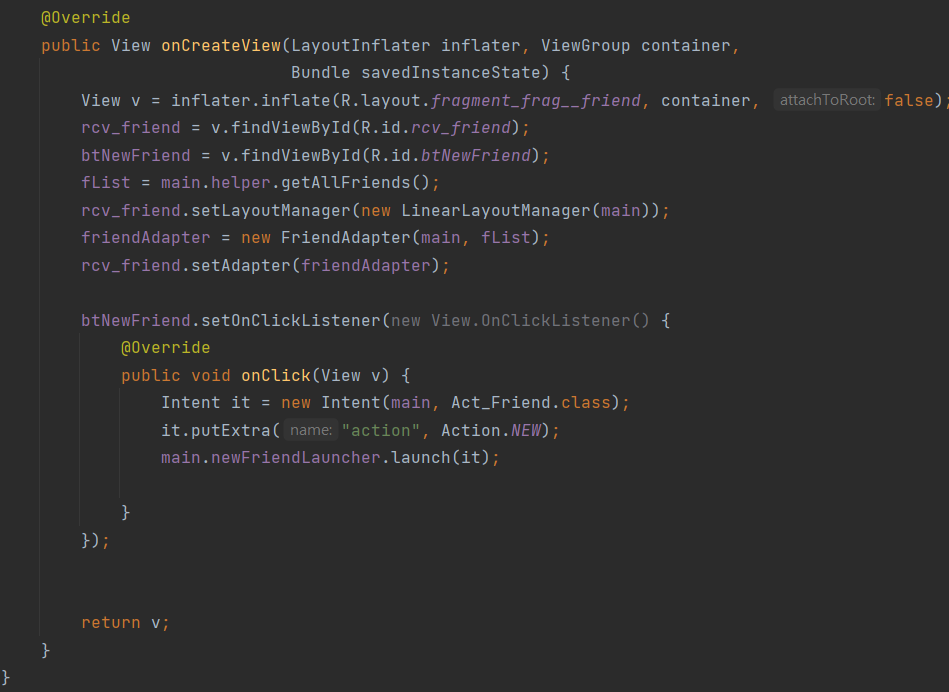 @Override
public View onCreateView(LayoutInflater inflater, ViewGroup container,
                         Bundle savedInstanceState) {
    View v = inflater.inflate(R.layout.fragment_frag__friend, container, attachToRoot: false);
    rcv_friend = v.findViewById(R.id.rcv_friend);
    btNewFriend = v.findViewById(R.id.btNewFriend);
    fList = main.helper.getAllFriends();
    rcv_friend.setLayoutManager(new LinearLayoutManager(main));
    friendAdapter = new FriendAdapter(main, fList);
    rcv_friend.setAdapter(friendAdapter);
    btNewFriend.setOnClickListener(new View.OnClickListener() {
        @Override
        public void onClick(View v) {
            Intent it = new Intent(main, Act_Friend.class);
            it.putExtra( name: "action", Action.NEW);
            main.newFriendLauncher.launch(it);
        }
    });
    return v;
}
}